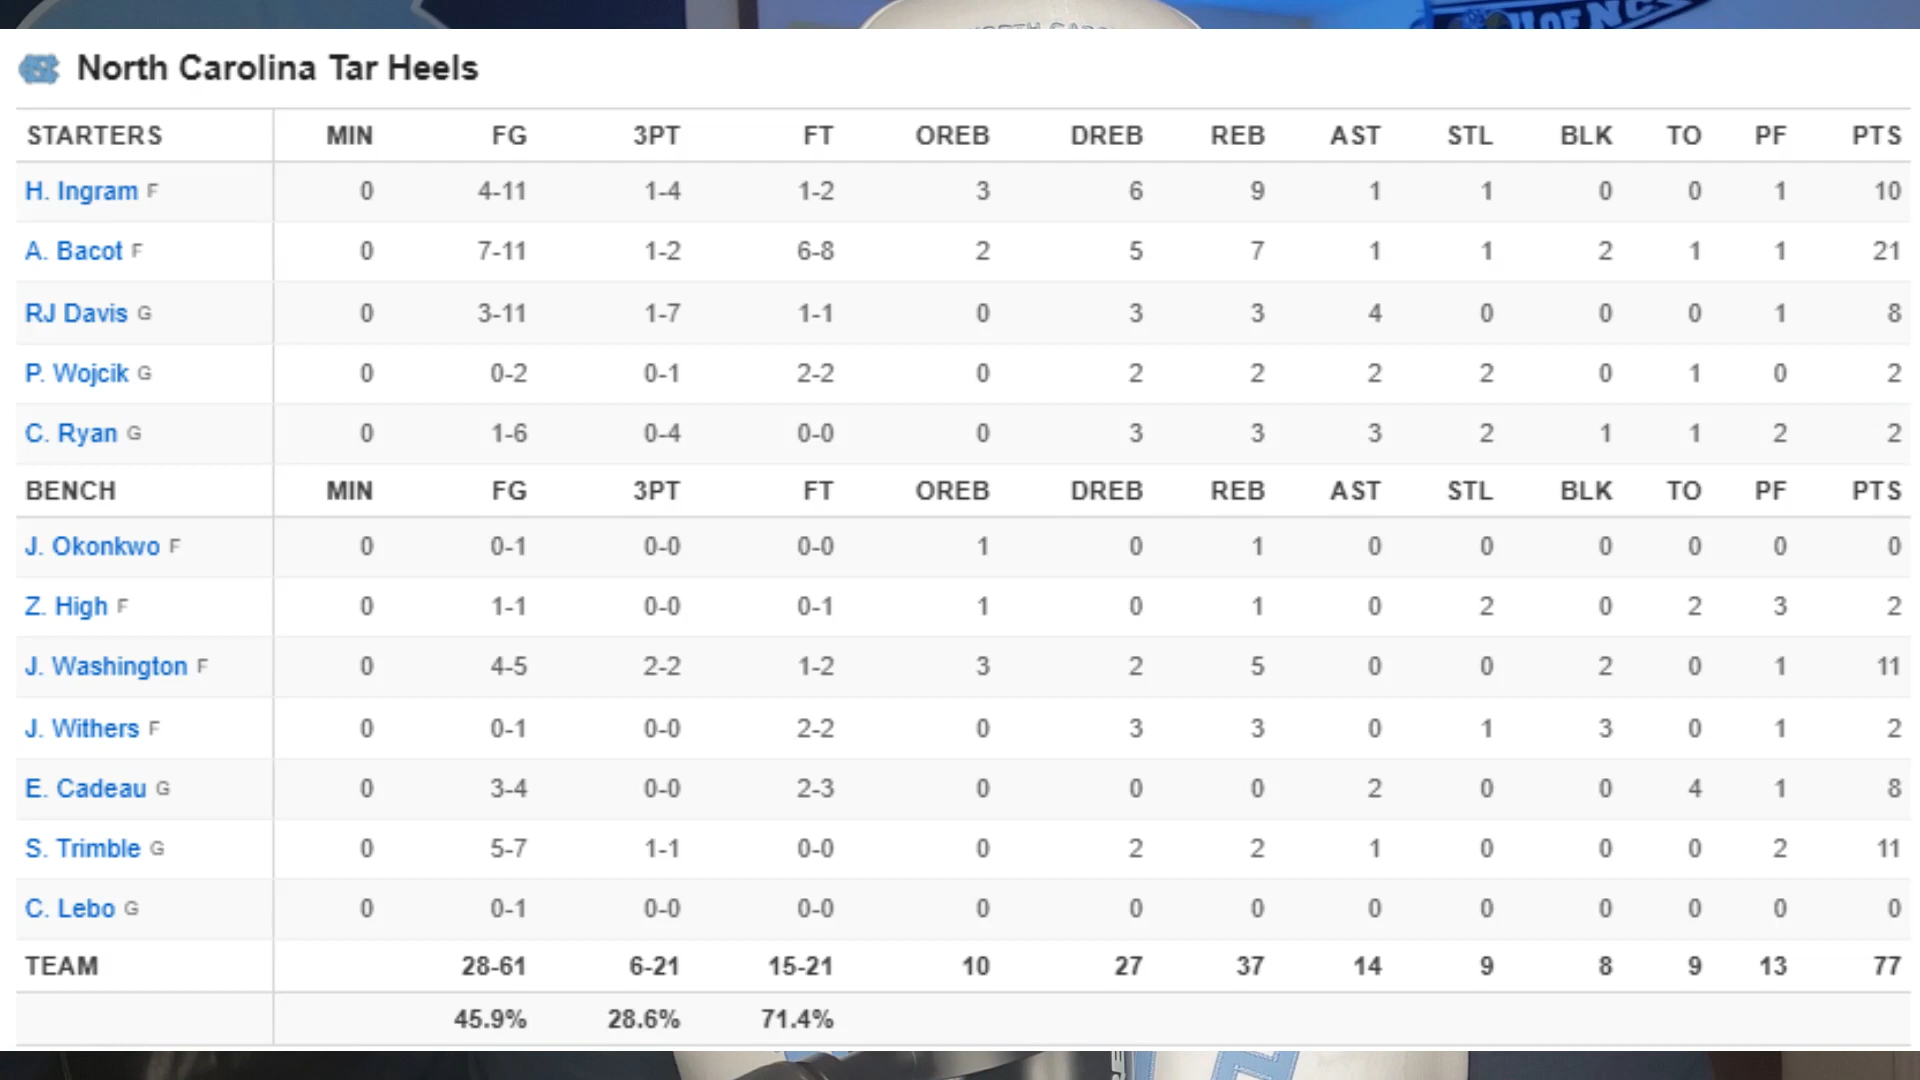 U OF N C
North Carolina Tar Heels
STARTERS MIN FG 3PT FT OREB DREB REB AST STL BLK TO PF PTS
H. Ingram F 0 4-11 1-4 1-2 3 6 9 1 1 0 0 1 10
A. Bacot F 0 7-11 1-2 6-8 2 5 7 1 1 2 1 1 21
RJ Davis G 0 3-11 1-7 1-1 0 3 3 4 0 0 0 1 8
P. Wojcik G 0 0-2 0-1 2-2 0 2 2 2 2 0 1 0 2
C. Ryan G 0 1-6 0-4 0-0 0 3 3 3 2 1 1 2 2
BENCH MIN FG 3PT FT OREB DREB REB AST STL BLK TO PF PTS
J. Okonkwo F 0 0-1 0-0 0-0 1 0 1 0 0 0 0 0 0
Z. High F 0 1-1 0-0 0-1 1 0 1 0 2 0 2 3 2
J. Washington F 0 4-5 2-2 1-2 3 2 5 0 0 2 0 1 11
J. Withers F 0 0-1 0-0 2-2 0 3 3 0 1 3 0 1 2
E. Cadeau G 0 3-4 0-0 2-3 0 0 0 2 0 0 4 1 8
S. Trimble G 0 5-7 1-1 0-0 0 2 2 1 0 0 0 2 11
C. Lebo G 0 0-1 0-0 0-0 0 0 0 0 0 0 0 0 0
TEAM 28-61 6-21 15-21 10 27 37 14 9 8 9 13 77
45.9% 28.6% 71.4%